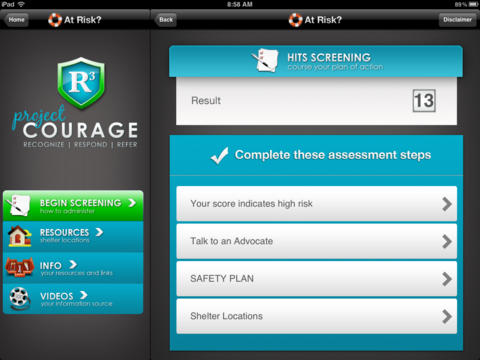 iPad
8:58 AM
89%
Home
At Risk?
Back
At Risk?
Disclaimer
R3
project
COURAGE
RECOGNIZE | RESPOND | REFER
BEGIN SCREENING
how to administer
RESOURCES
shelter locations
INFO
your resources and links
VIDEOS
your information source
HITS SCREENING
course your plan of action
Result
13
Complete these assessment steps
Your score indicates high risk
Talk to an Advocate
SAFETY PLAN
Shelter Locations